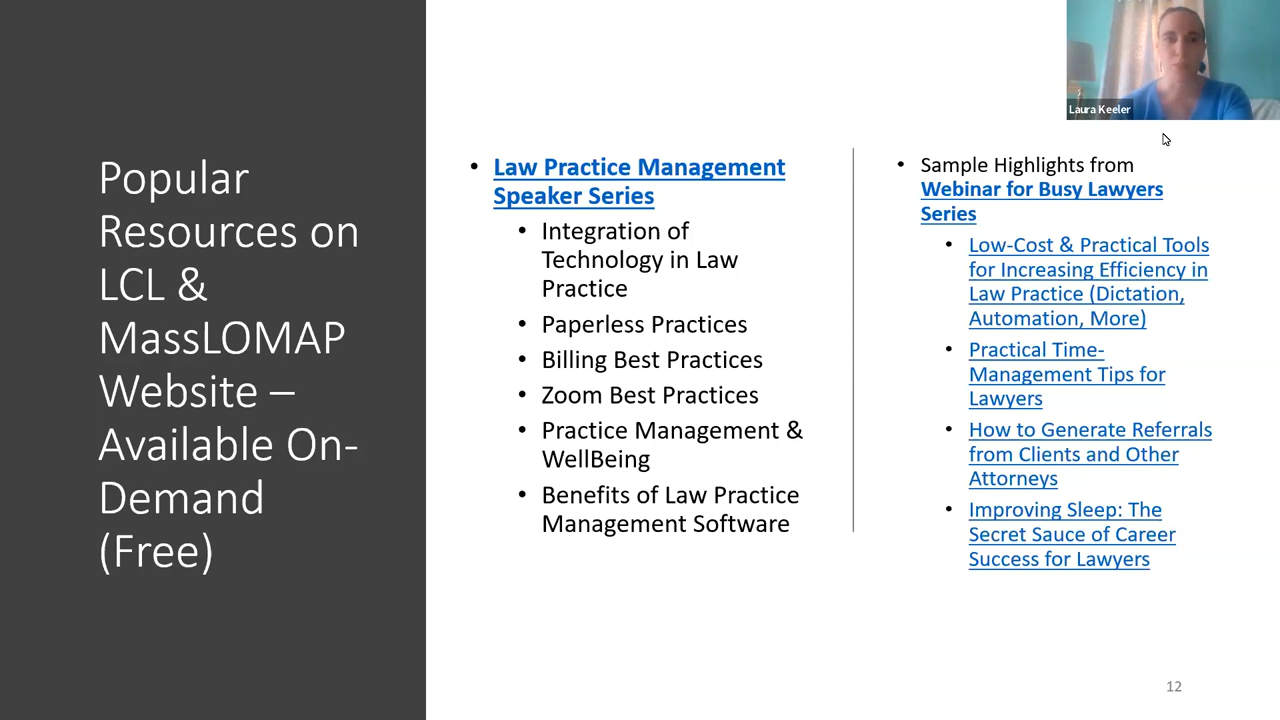 Popular
Resources on
LCL &
MassLOMAP
Website –
Available On-
Demand
(Free)
• Law Practice Management
Speaker Series
• Integration of
Technology in Law
Practice
• Paperless Practices
• Billing Best Practices
• Zoom Best Practices
• Practice Management &
WellBeing
• Benefits of Law Practice
Management Software
Laura Keeler
• Sample Highlights from
Webinar for Busy Lawyers
Series
• Low-Cost & Practical Tools
for Increasing Efficiency in
Law Practice (Dictation,
Automation, More)
• Practical Time-
Management Tips for
Lawyers
• How to Generate Referrals
from Clients and Other
Attorneys
• Improving Sleep: The
Secret Sauce of Career
Success for Lawyers
12